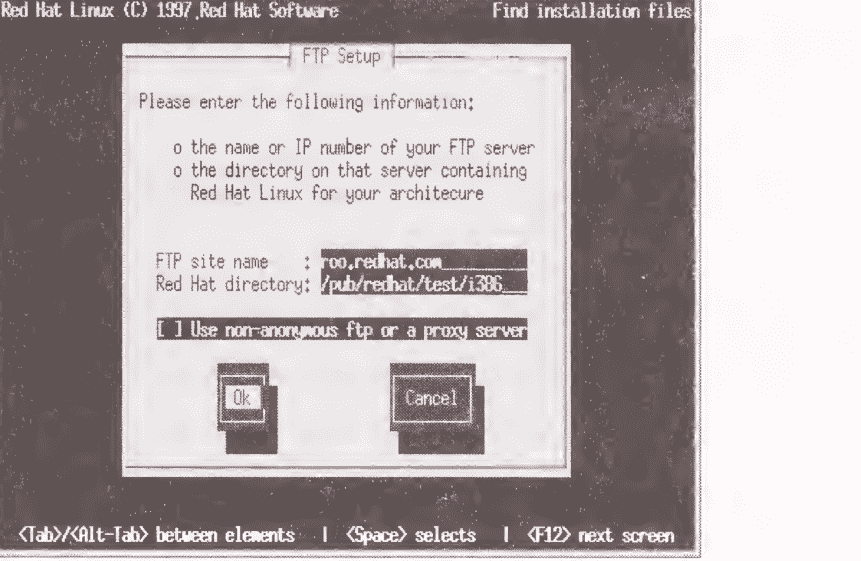 Red Hat Linux (C) 1997,Red Hat Software Find installation files
FTP Setup
Please enter the following information:
o the name or IP number of your FTP server
o the directory on that server containing
Red Hat Linux for your architecure
FTP site name : roo.redhat.com
Red Hat directory: /pub/redhat/test/i386
[ ] Use non-anonymous ftp or a proxy server
Ok Cancel
<Tab>/<Alt-Tab> between elements | <Space> selects | <F12> next screen